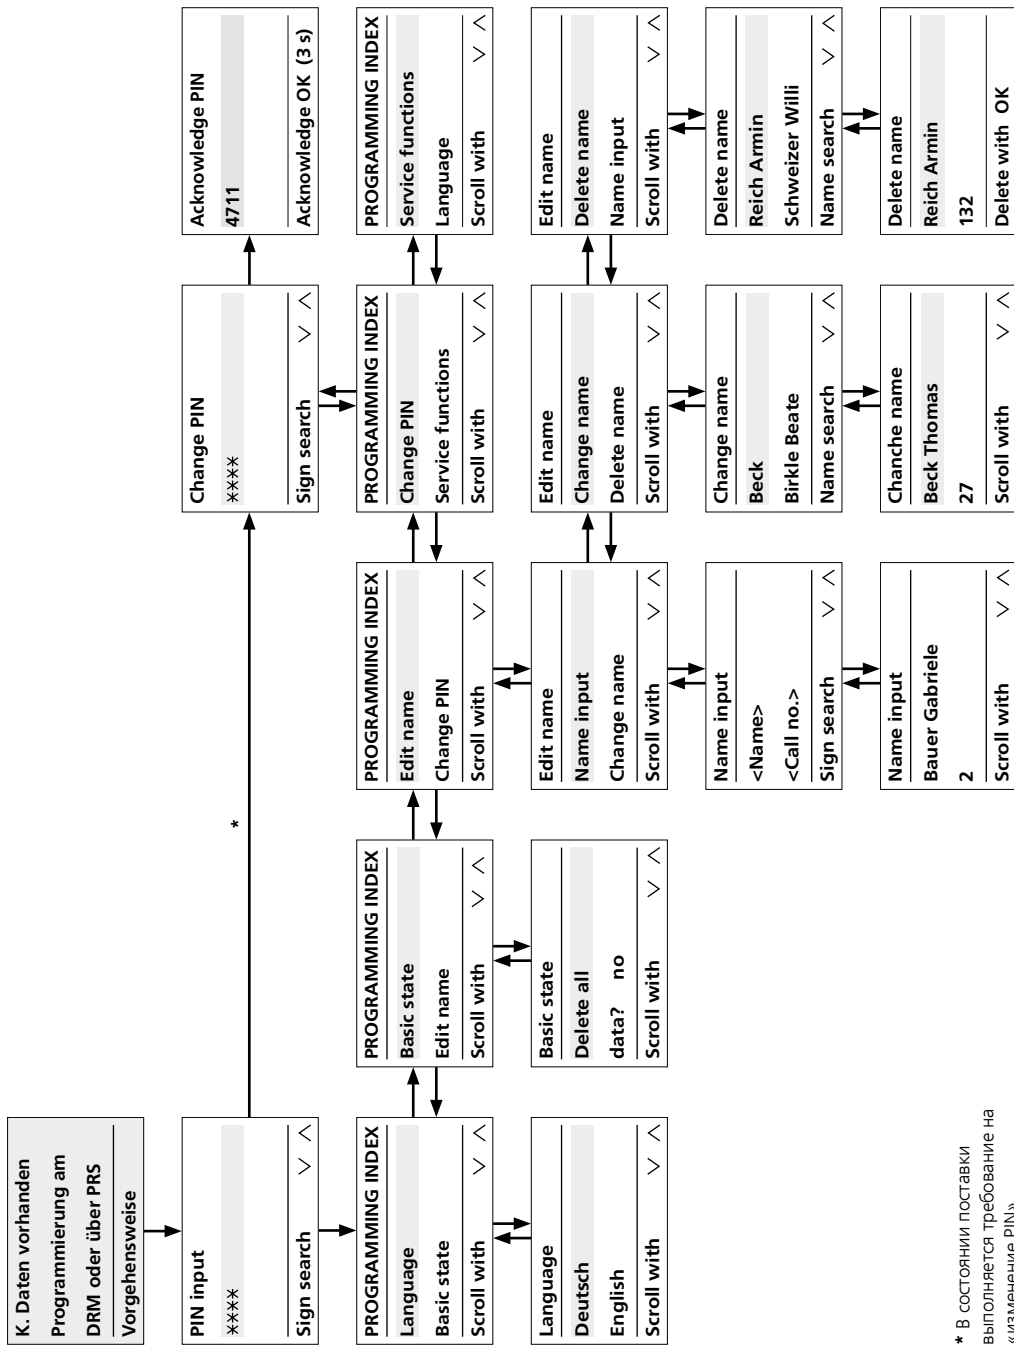 K. Daten vorhanden
Programmierung am
DRM oder über PRS
Vorgehensweise
PIN input
****
Sign search
*
Change PIN
****
Sign search
Acknowledge PIN
4711
Acknowledge OK (3 s)
PROGRAMMING INDEX
Language
Basic state
Scroll with
PROGRAMMING INDEX
Basic state
Edit name
Scroll with
PROGRAMMING INDEX
Edit name
Change PIN
Scroll with
PROGRAMMING INDEX
Change PIN
Service functions
Scroll with
PROGRAMMING INDEX
Service functions
Language
Scroll with
Language
Deutsch
English
Scroll with
Basic state
Delete all
data? no
Scroll with
Edit name
Name input
Change name
Scroll with
Edit name
Change name
Delete name
Scroll with
Edit name
Delete name
Name input
Scroll with
Name input
<Name>
<Call no.>
Sign search
Change name
Beck
Birkle Beate
Name search
Delete name
Reich Armin
Schweizer Willi
Name search
Name input
Bauer Gabriele
2
Scroll with
Chanche name
Beck Thomas
27
Scroll with
Delete name
Reich Armin
132
Delete with OK
* В состоянии поставки
выполняется требование на
«изменение PIN»